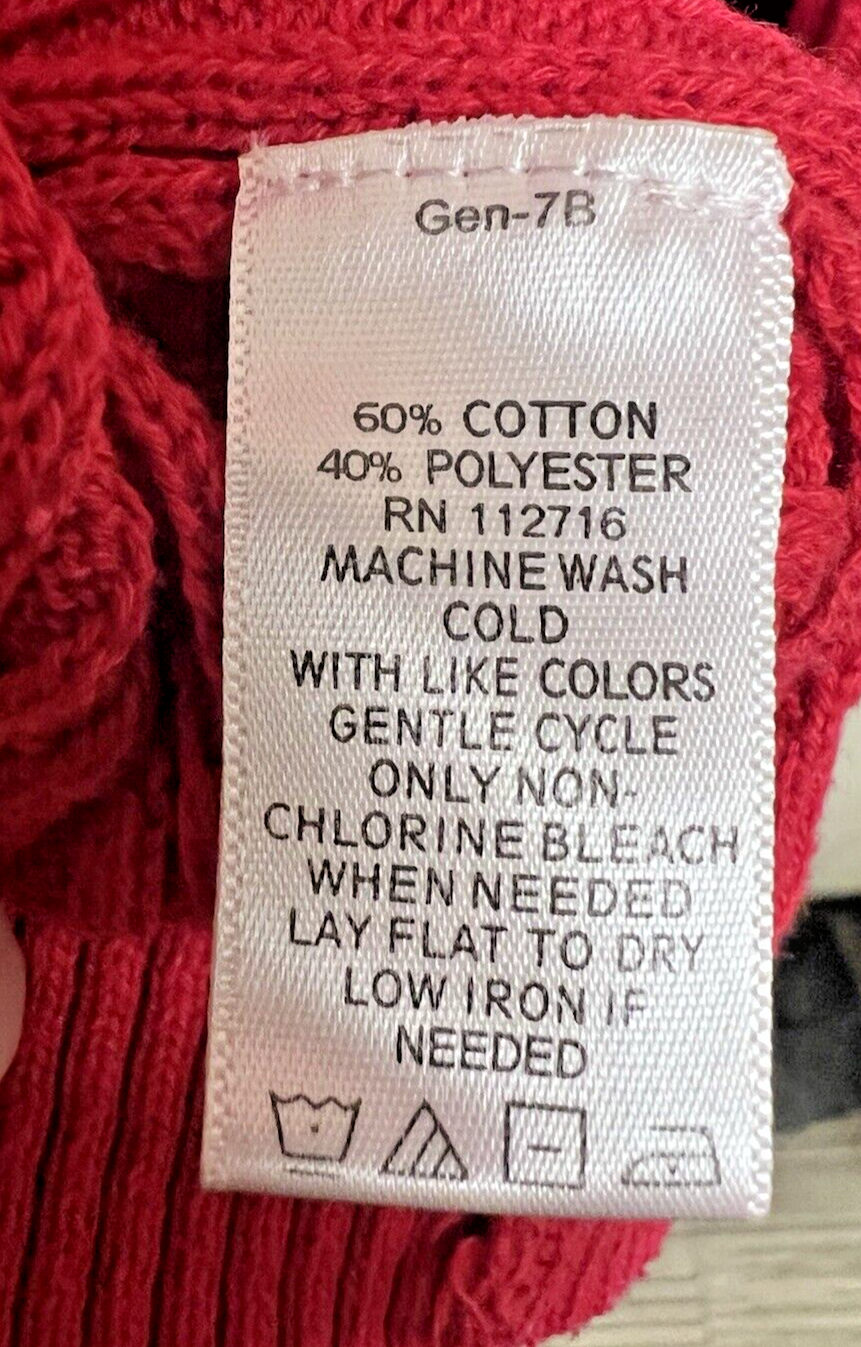 Gen-7B
60% COTTON
40% POLYESTER
RN 112716
MACHINE WASH
COLD
WITH LIKE COLORS
GENTLE CYCLE
ONLY NON-
CHLORINE BLEACH
WHEN NEEDED
LAY FLAT TO DRY
LOW IRON IF
NEEDED